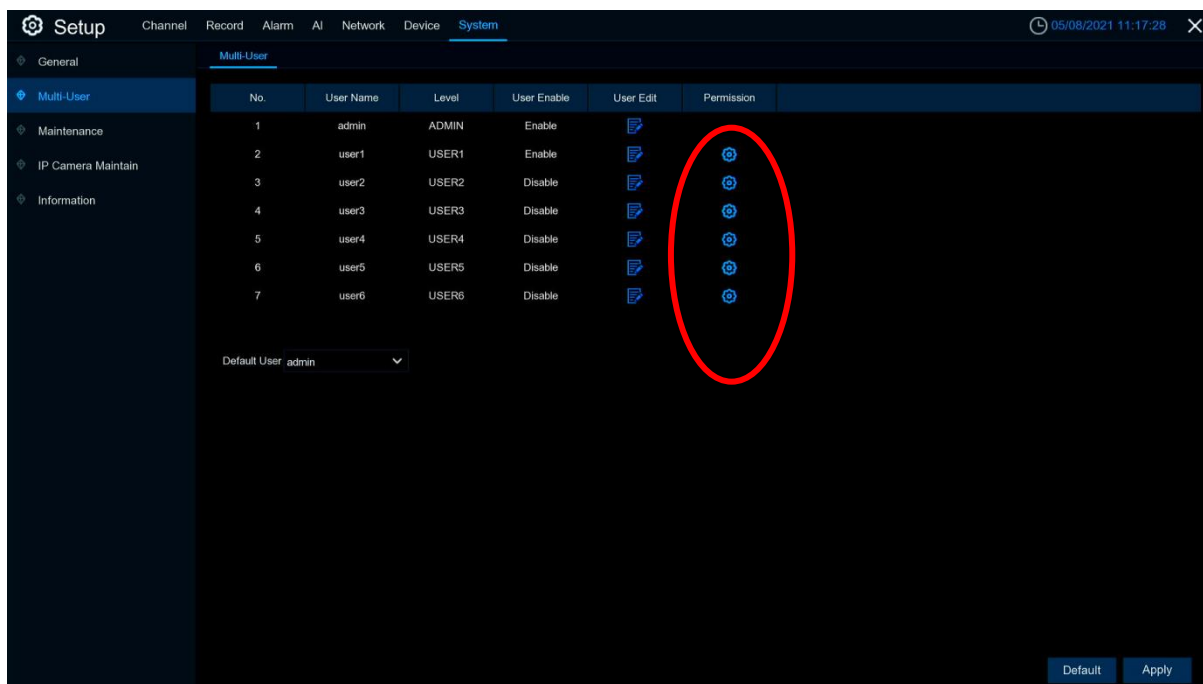 Setup Channel Record Alarm AI Network Device System 05/08/2021 11:17:28
General
Multi-User
Maintenance
IP Camera Maintain
Information
Multi-User
No. User Name Level User Enable User Edit Permission
1 admin ADMIN Enable
2 user1 USER1 Enable
3 user2 USER2 Disable
4 user3 USER3 Disable
5 user4 USER4 Disable
6 user5 USER5 Disable
7 user6 USER6 Disable
Default User admin
Default Apply